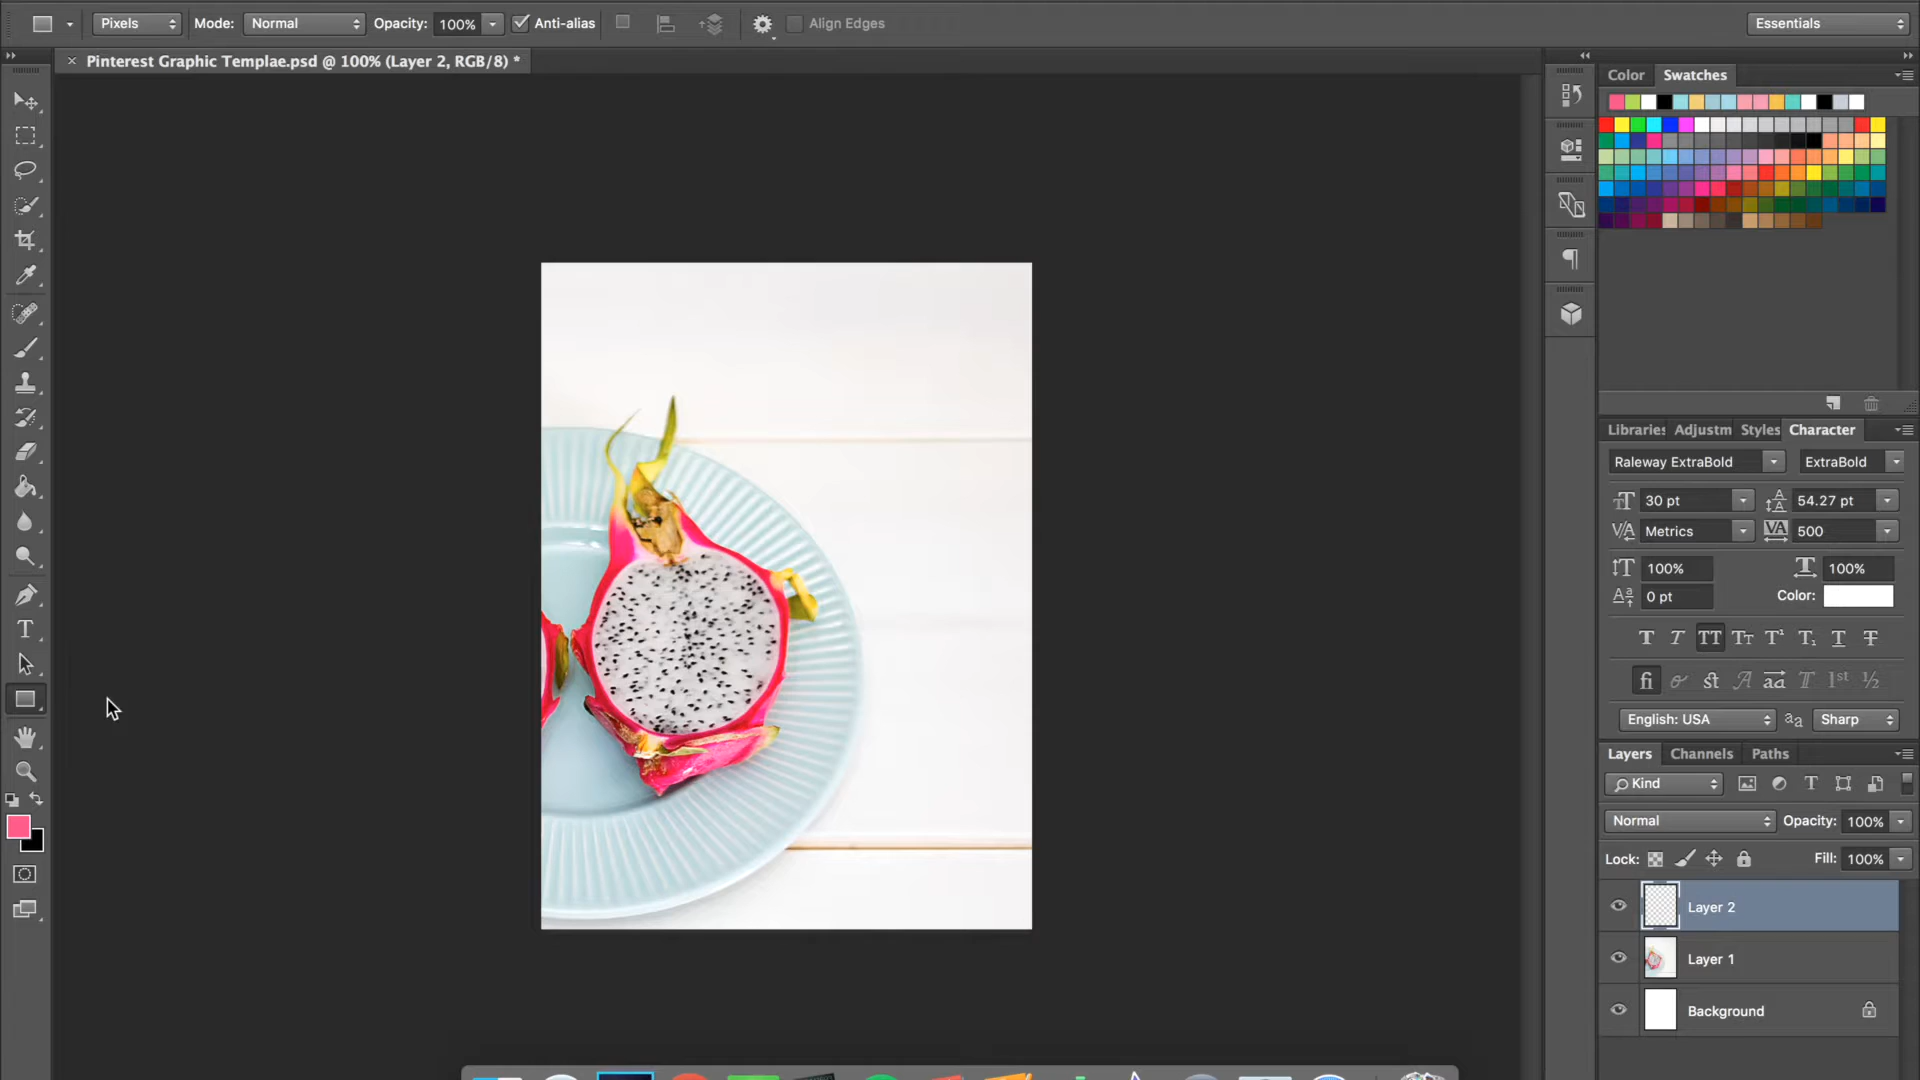 Pixels Mode: Normal Opacity: 100% Anti-alias Align Edges Essentials
× Pinterest Graphic Templae.psd @ 100% (Layer 2, RGB/8) *
Color Swatches
Libraries Adjustm Styles Character
Raleway ExtraBold ExtraBold
30 pt 54.27 pt
Metrics 500
100% 100%
0 pt Color:
English: USA Sharp
Layers Channels Paths
Kind
Normal Opacity: 100%
Lock: Fill: 100%
Layer 2
Layer 1
Background